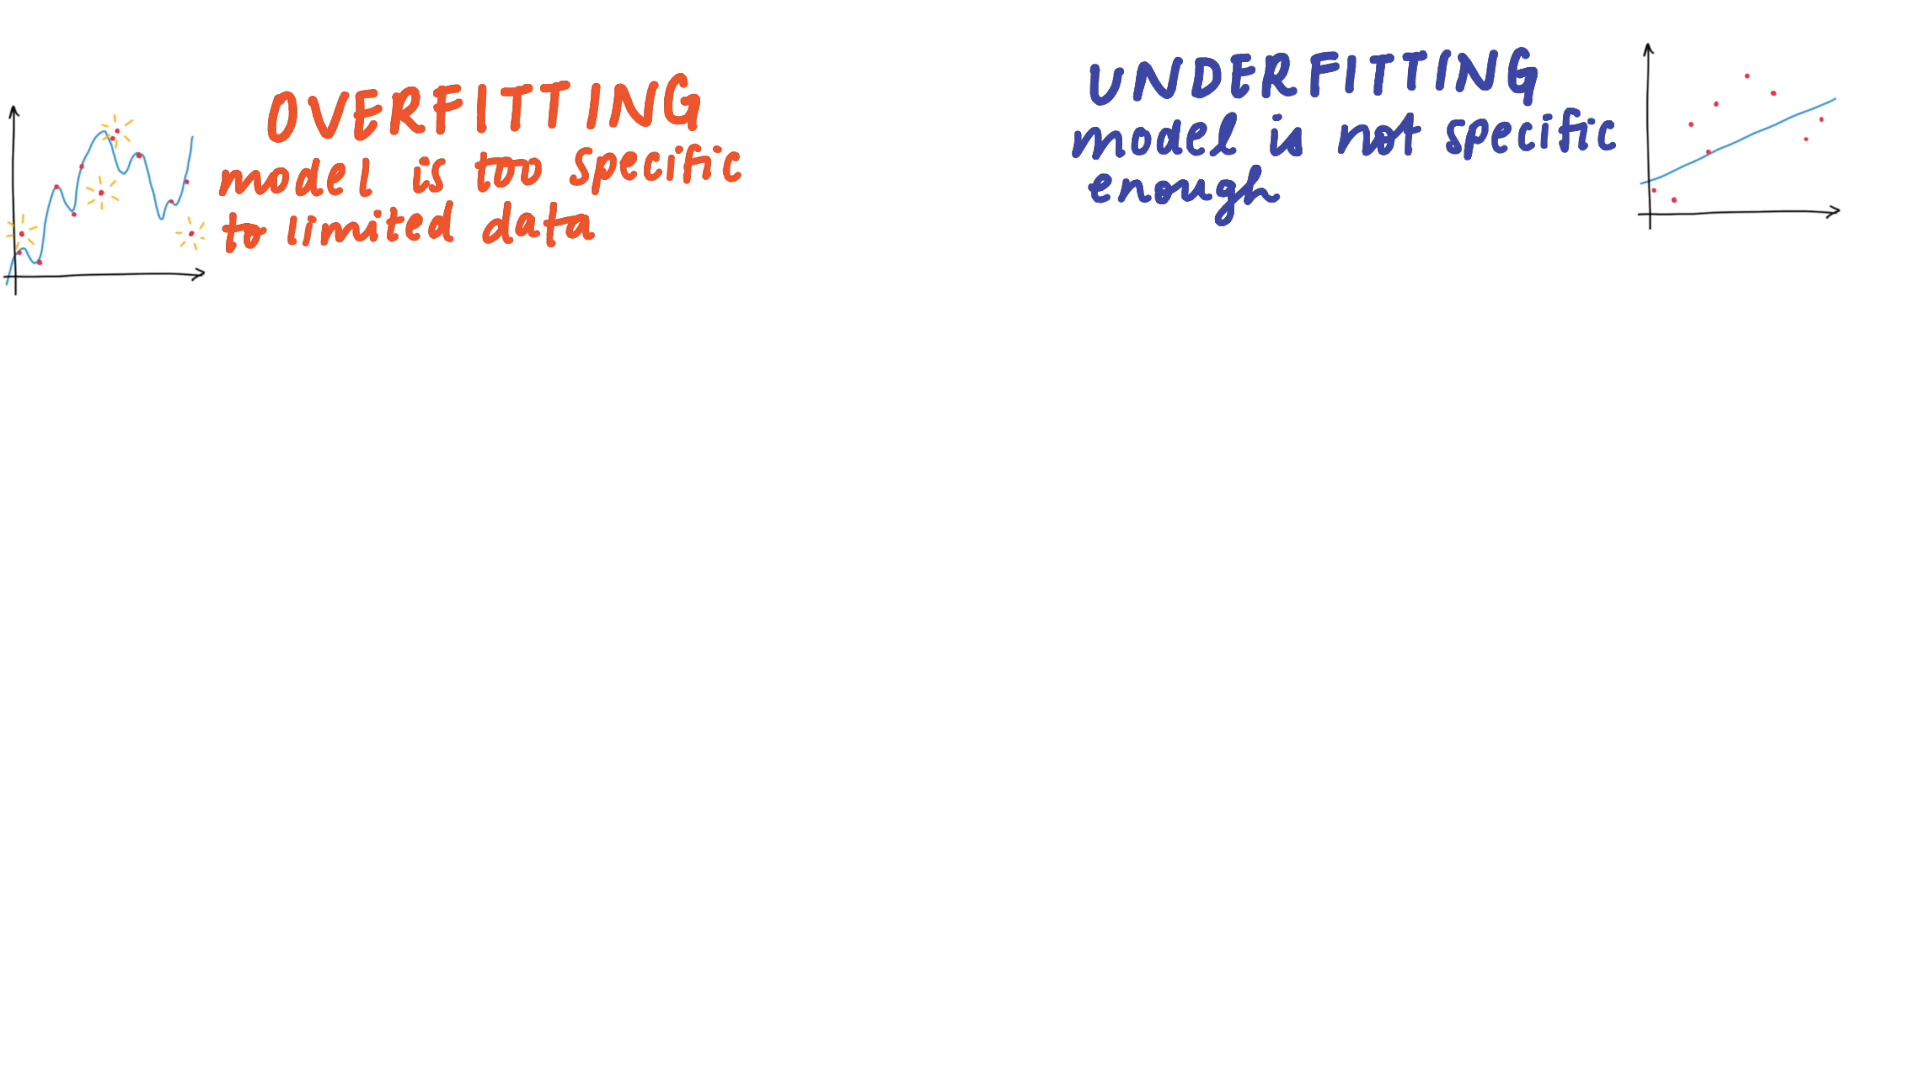 OVERFITTING
model is too specific
to limited data
UNDERFITTING
model is not specific
enough